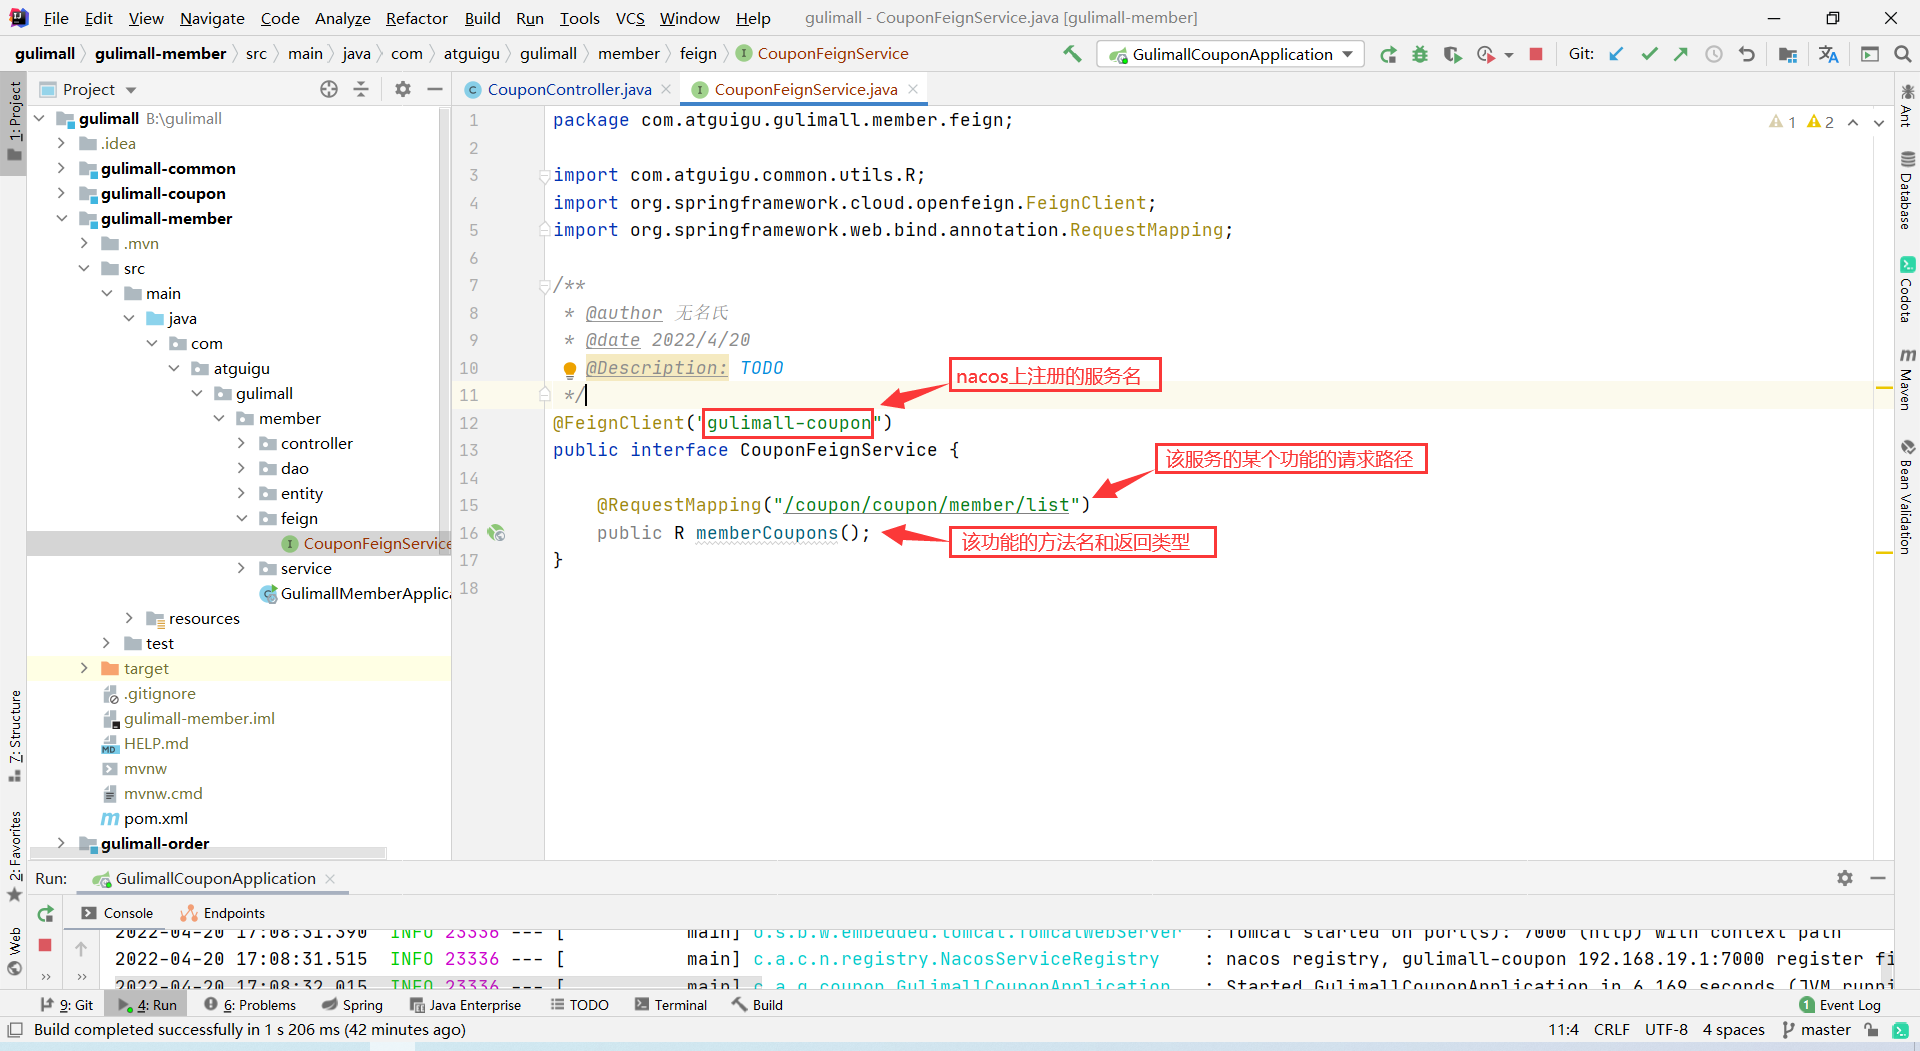 File Edit View Navigate Code Analyze Refactor Build Run Tools VCS Window Help gulimall - CouponFeignService.java [gulimall-member]
gulimall gulimall-member src main java com atguigu gulimall member feign CouponFeignService GulimallCouponApplication Git:
1: Project
Project
CouponController.java CouponFeignService.java
gulimall B:\gulimall
.idea
gulimall-common
gulimall-coupon
gulimall-member
.mvn
src
main
java
com
atguigu
gulimall
member
controller
dao
entity
feign
CouponFeignService
service
GulimallMemberApplica
resources
test
target
.gitignore
gulimall-member.iml
HELP.md
mvnw
mvnw.cmd
pom.xml
gulimall-order
7: Structure
2: Favorites
Web
1 package com.atguigu.gulimall.member.feign;
2
3 import com.atguigu.common.utils.R;
4 import org.springframework.cloud.openfeign.FeignClient;
5 import org.springframework.web.bind.annotation.RequestMapping;
6
7 /**
8 * @author 无名氏
9 * @date 2022/4/20
10 * @Description: TODO
11 */
12 @FeignClient("gulimall-coupon")
13 public interface CouponFeignService {
14
15 @RequestMapping("/coupon/coupon/member/list")
16 public R memberCoupons();
17 }
18
1 2
nacos上注册的服务名
该服务的某个功能的请求路径
该功能的方法名和返回类型
Ant
Database
Codota
Maven
Bean Validation
Run: GulimallCouponApplication
Console Endpoints
2022-04-20 17:08:31.390 INFO 23336 --- [ main] o.s.b.w.embedded.tomcat.TomcatWebServer : Tomcat started on port(s): 7000 (http) with context path
2022-04-20 17:08:31.515 INFO 23336 --- [ main] c.a.c.n.registry.NacosServiceRegistry : nacos registry, gulimall-coupon 192.168.19.1:7000 register fi
2022-04-20 17:08:32.015 INFO 23336 --- [ main] c.a.g.coupon.GulimallCouponApplication : Started GulimallCouponApplication in 6.169 seconds (JVM runni
9: Git 4: Run 6: Problems Spring Java Enterprise TODO Terminal Build 1 Event Log
Build completed successfully in 1 s 206 ms (42 minutes ago) 11:4 CRLF UTF-8 4 spaces master